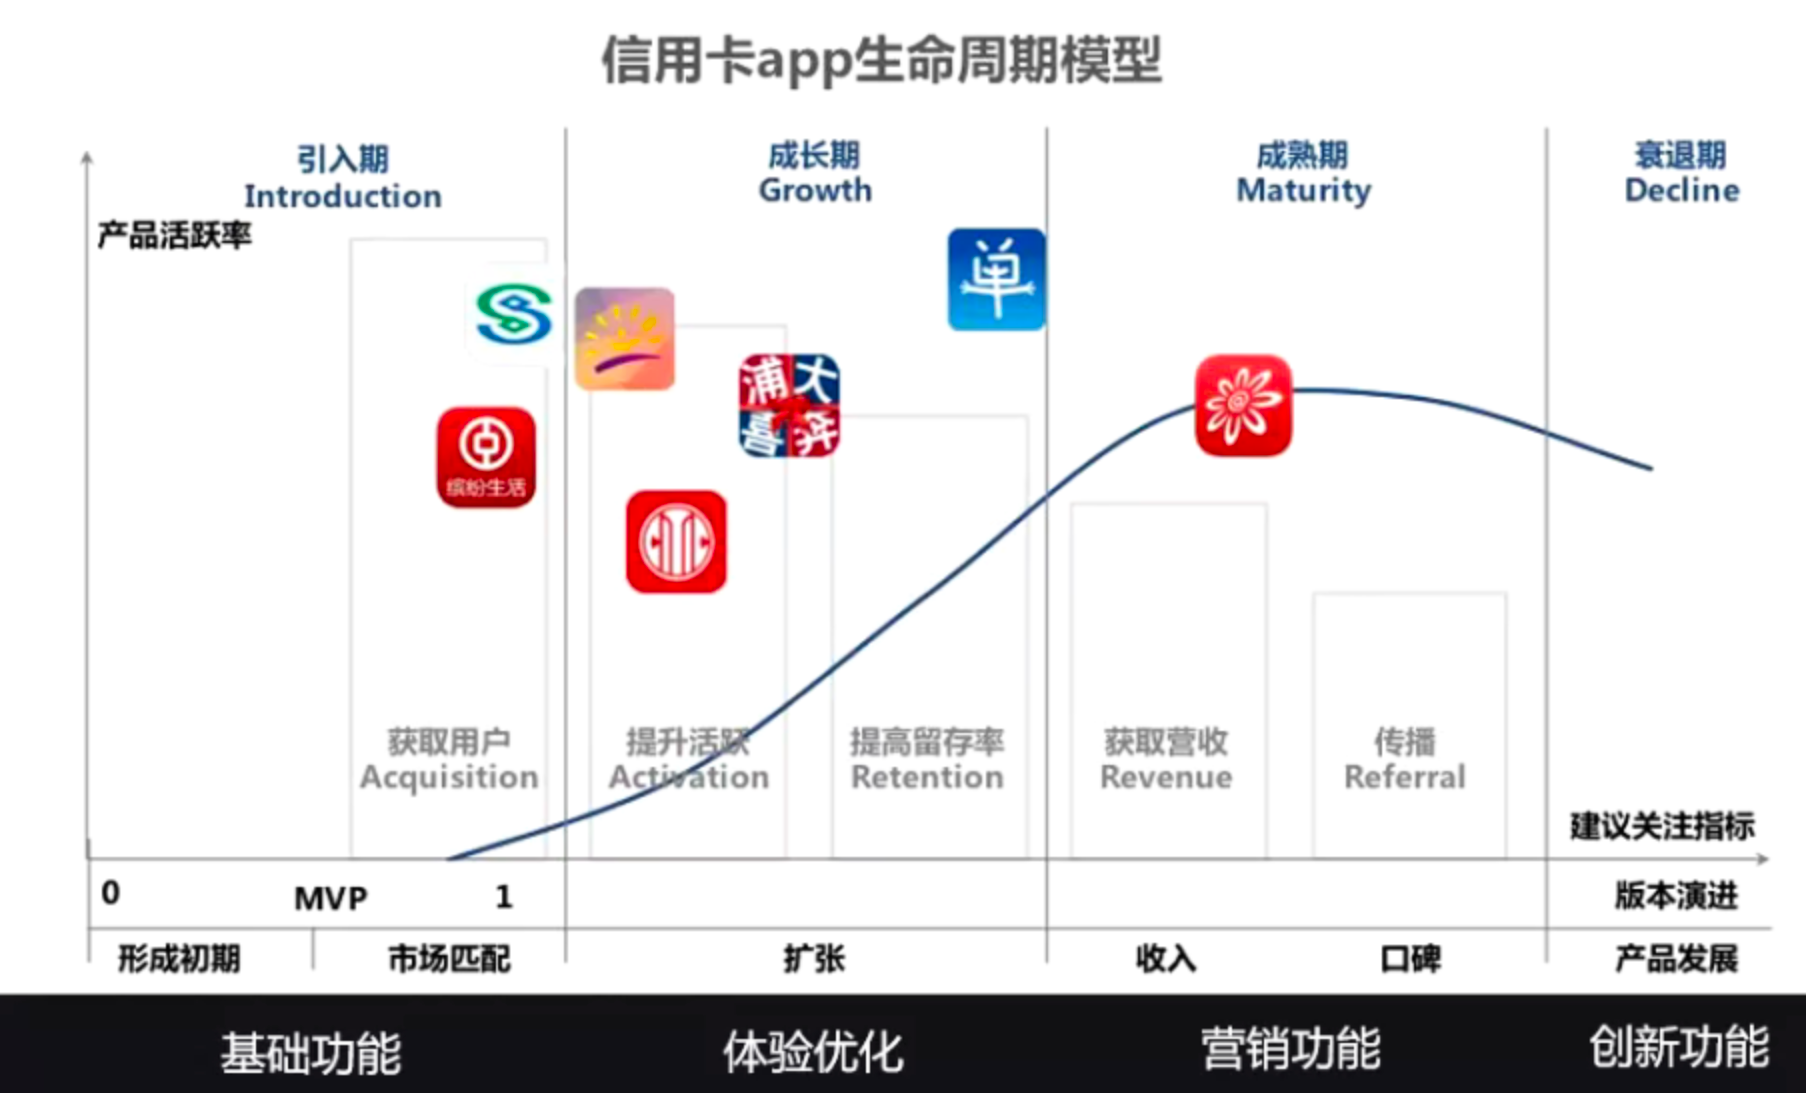 信用卡app生命周期模型
引入期
Introduction
成长期
Growth
成熟期
Maturity
衰退期
Decline
产品活跃率
单
浦大
喜奔
缤纷生活
获取用户
Acquisition
提升活跃
Activation
提高留存率
Retention
获取营收
Revenue
传播
Referral
建议关注指标
0
MVP
1
版本演进
形成初期
市场匹配
扩张
收入
口碑
产品发展
基础功能
体验优化
营销功能
创新功能